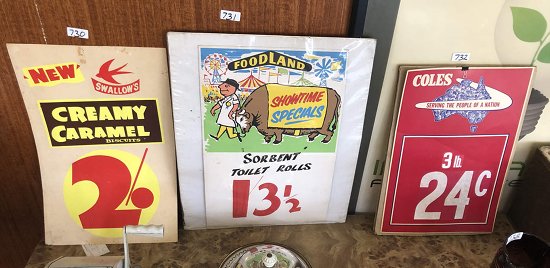 730
"NEW"
SWALLOW'S
CREAMY
CARAMEL
BISCUITS
2/-
731
FOODLAND
SHOWTIME
SPECIALS
SORBENT
TOILET ROLLS
1'3½
732
COLES
SERVING THE PEOPLE OF A NATION
3 lb.
24c